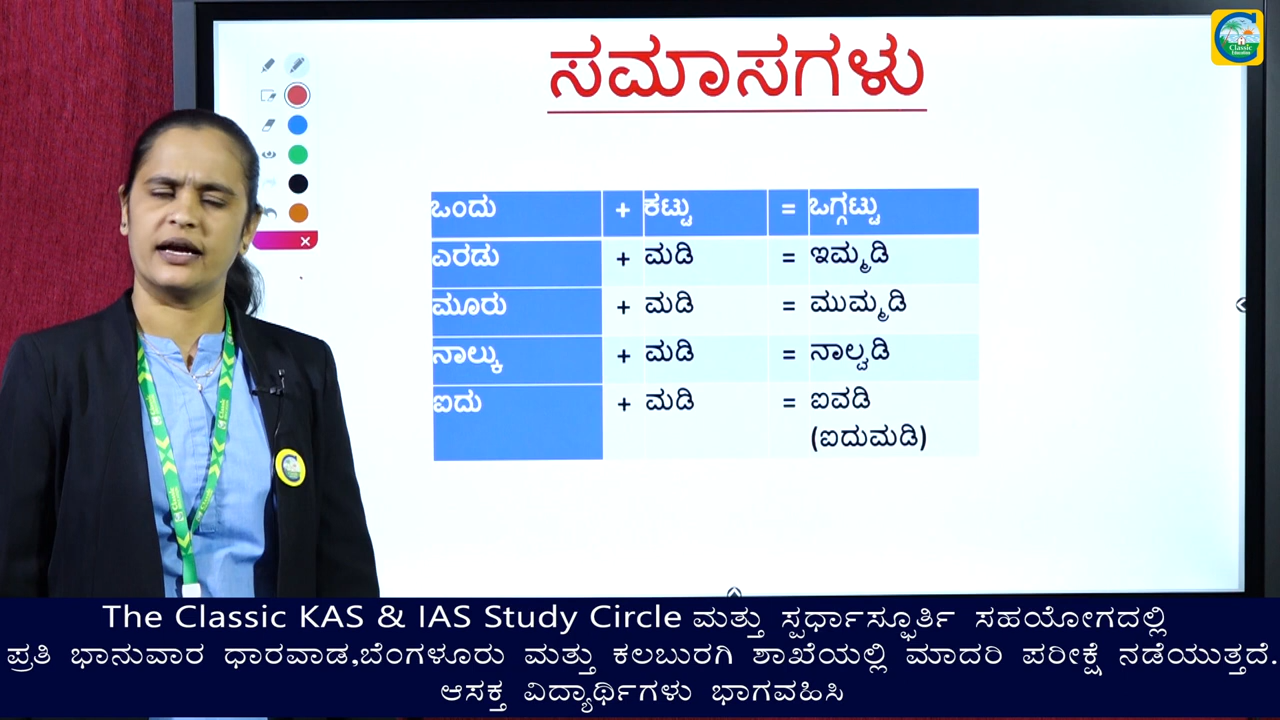 Classic
Education
ಸಮಾಸಗಳು
ಒಂದು + ಕಟ್ಟು = ಒಗ್ಗಟ್ಟು
ಎರಡು + ಮಡಿ = ಇಮ್ಮಡಿ
ಮೂರು + ಮಡಿ = ಮುಮ್ಮಡಿ
ನಾಲ್ಕು + ಮಡಿ = ನಾಲ್ವಡಿ
ಐದು + ಮಡಿ = ಐವಡಿ
(ಐದುಮಡಿ)
The Classic KAS & IAS Study Circle ಮತ್ತು ಸ್ಪರ್ಧಾಸ್ಫೂರ್ತಿ ಸಹಯೋಗದಲ್ಲಿ
ಪ್ರತಿ ಭಾನುವಾರ ಧಾರವಾಡ,ಬೆಂಗಳೂರು ಮತ್ತು ಕಲಬುರಗಿ ಶಾಖೆಯಲ್ಲಿ ಮಾದರಿ ಪರೀಕ್ಷೆ ನಡೆಯುತ್ತದೆ.
ಆಸಕ್ತ ವಿದ್ಯಾರ್ಥಿಗಳು ಭಾಗವಹಿಸಿ